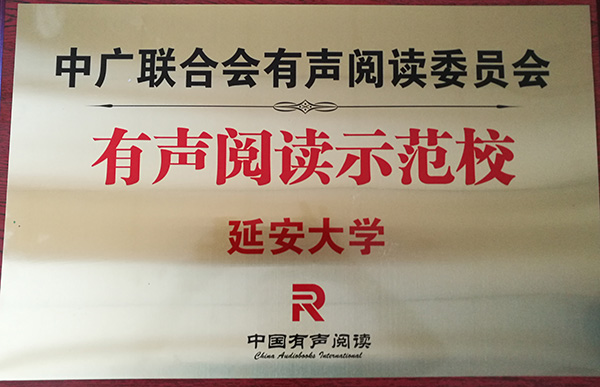 中广联合会有声阅读委员会
有声阅读示范校
延安大学
中国有声阅读
China Audiobooks International